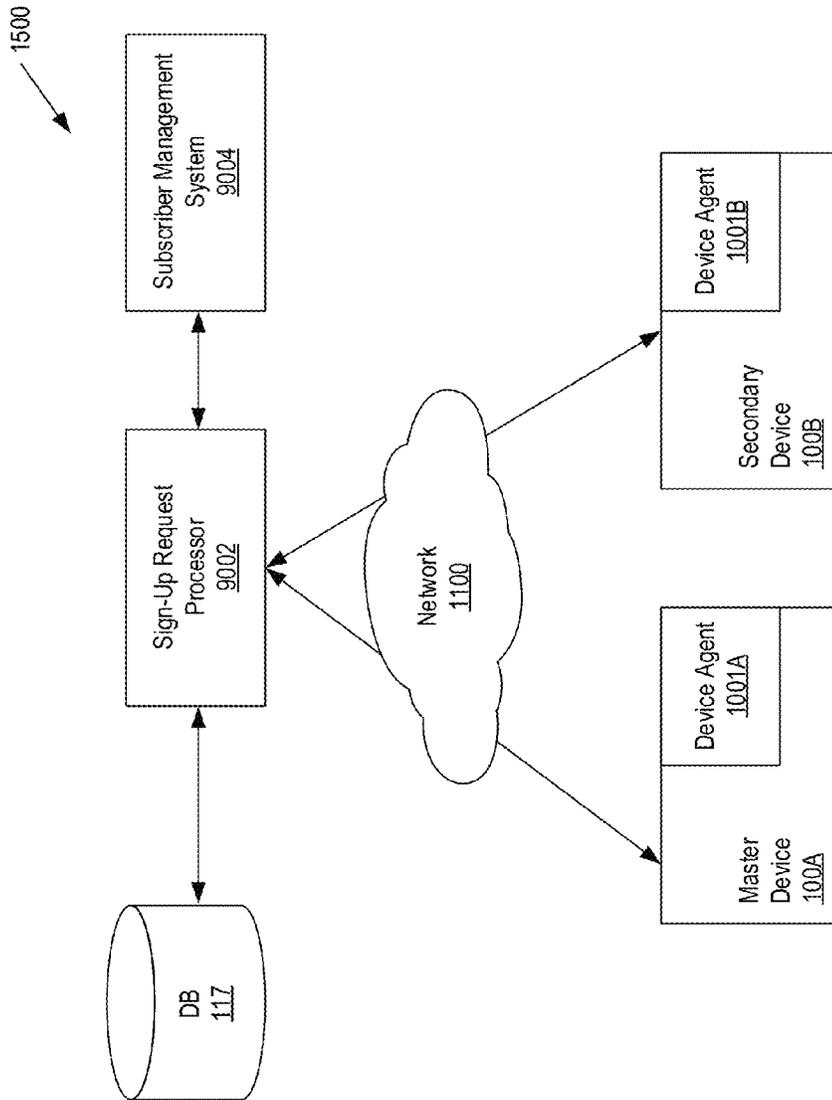 1500
DB
117
Sign-Up Request
Processor
9002
Subscriber Management
System
9004
Network
1100
Master
Device
100A
Device Agent
1001A
Secondary
Device
100B
Device Agent
1001B